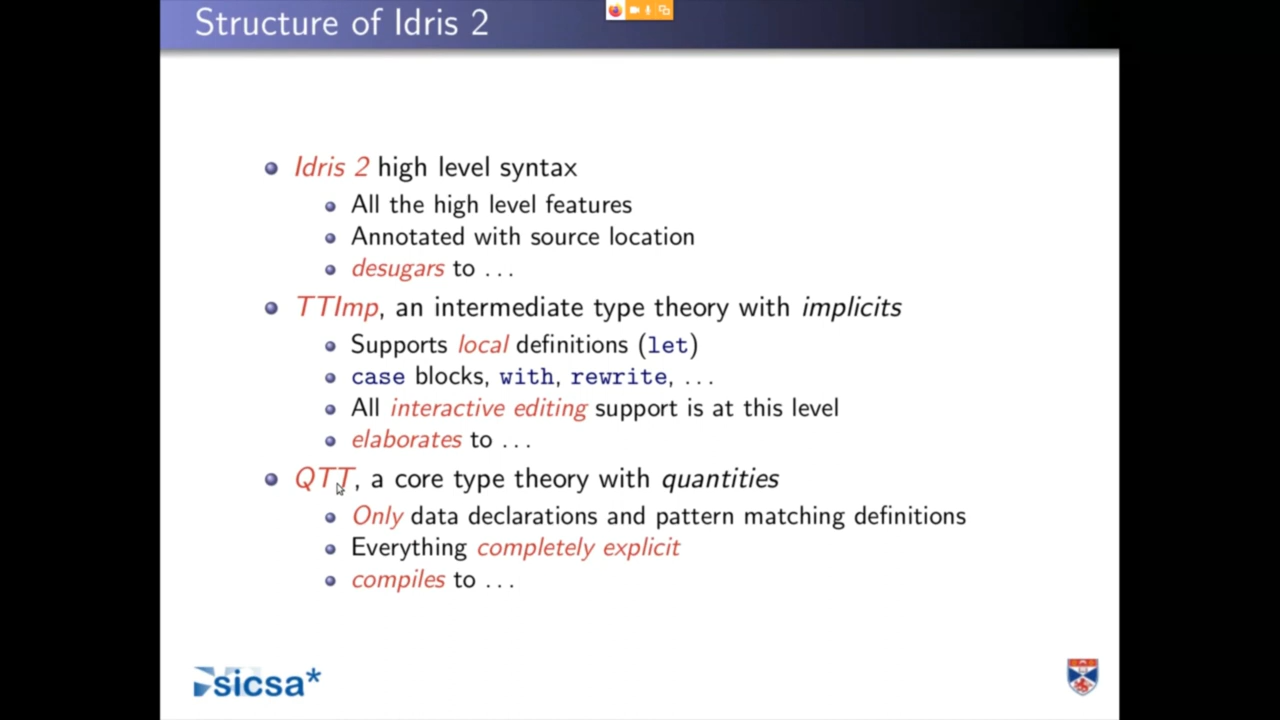 Structure of Idris 2
Idris 2 high level syntax
All the high level features
Annotated with source location
desugars to ...
TTImp, an intermediate type theory with implicits
Supports local definitions (let)
case blocks, with, rewrite, ...
All interactive editing support is at this level
elaborates to ...
QTT, a core type theory with quantities
Only data declarations and pattern matching definitions
Everything completely explicit
compiles to ...
sicsa*